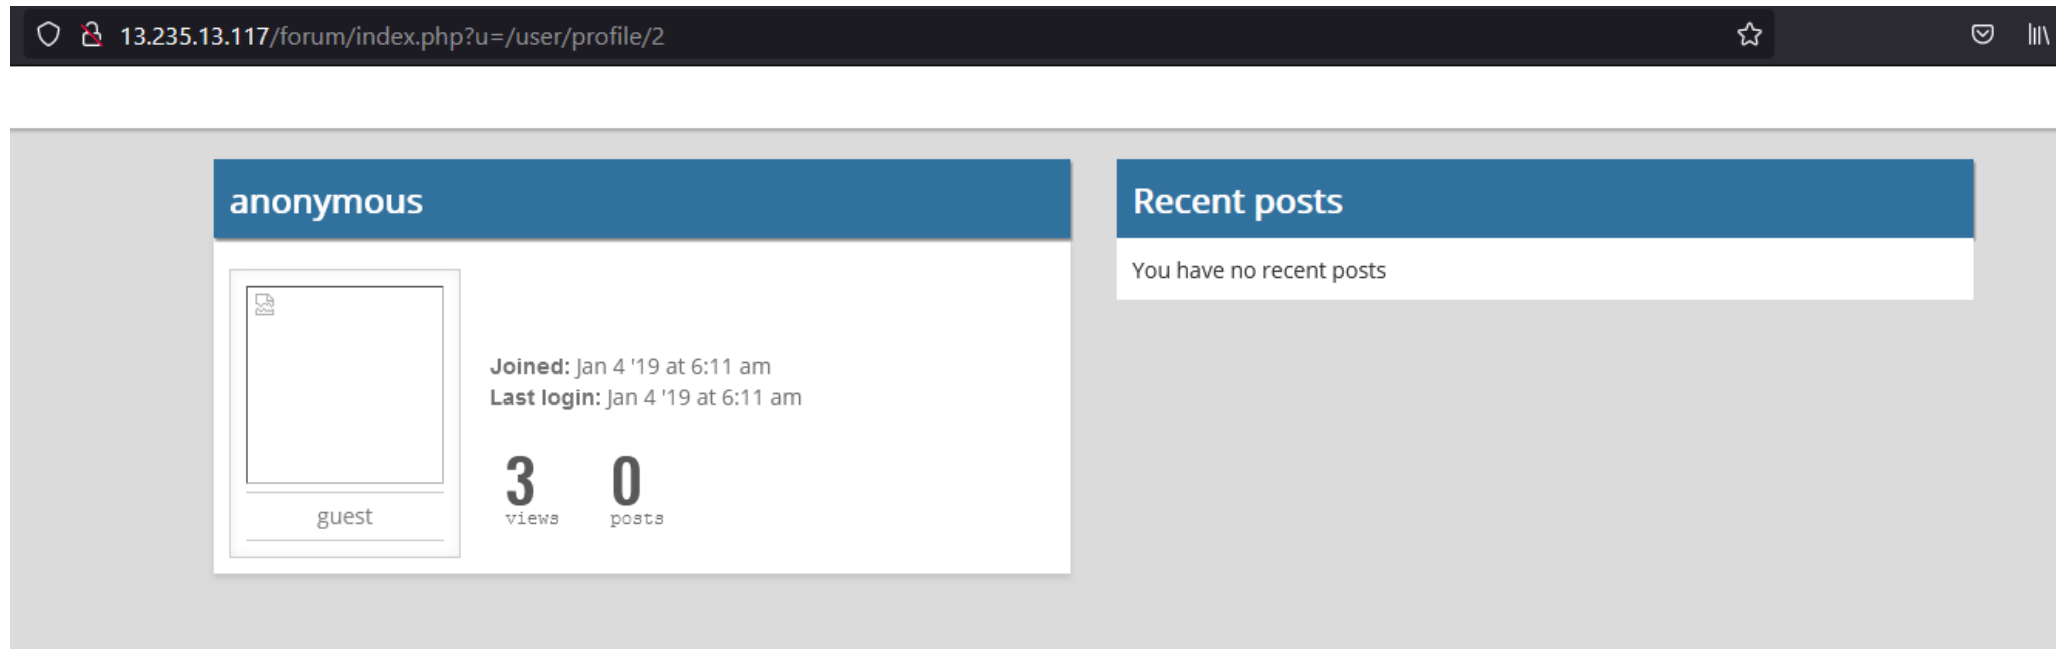 13.235.13.117/forum/index.php?u=/user/profile/2
anonymous
guest
Joined: Jan 4 '19 at 6:11 am
Last login: Jan 4 '19 at 6:11 am
3 0
views posts
Recent posts
You have no recent posts